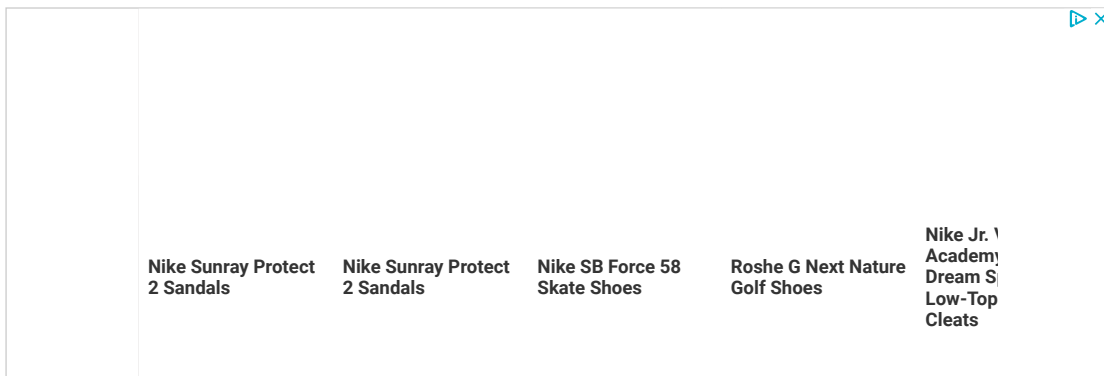 Nike Sunray Protect
2 Sandals
Nike Sunray Protect
2 Sandals
Nike SB Force 58
Skate Shoes
Roshe G Next Nature
Golf Shoes
Nike Jr.
Academy
Dream
Low-Top
Cleats